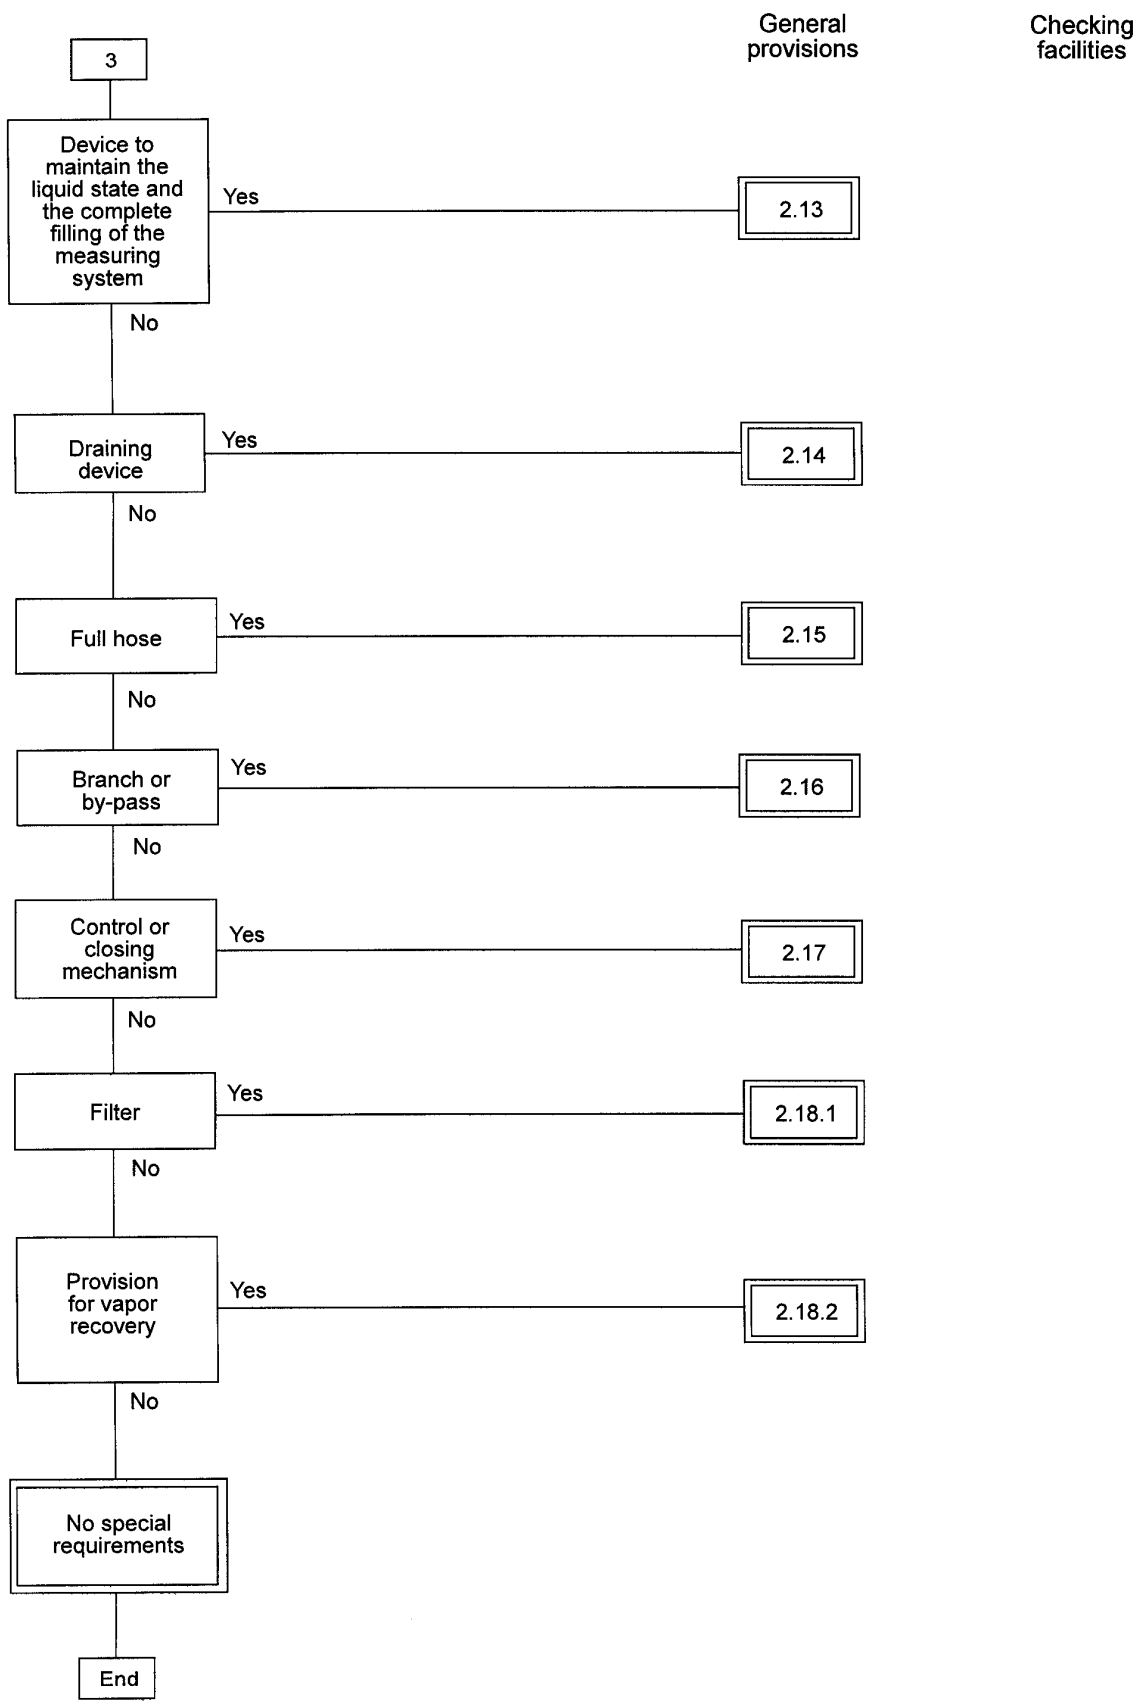 General
provisions
Checking
facilities
3
Device to
maintain the
liquid state and
the complete
filling of the
measuring
system
Yes
2.13
No
Draining
device
Yes
2.14
No
Full hose
Yes
2.15
No
Branch or
by-pass
Yes
2.16
No
Control or
closing
mechanism
Yes
2.17
No
Filter
Yes
2.18.1
No
Provision
for vapor
recovery
Yes
2.18.2
No
No special
requirements
End